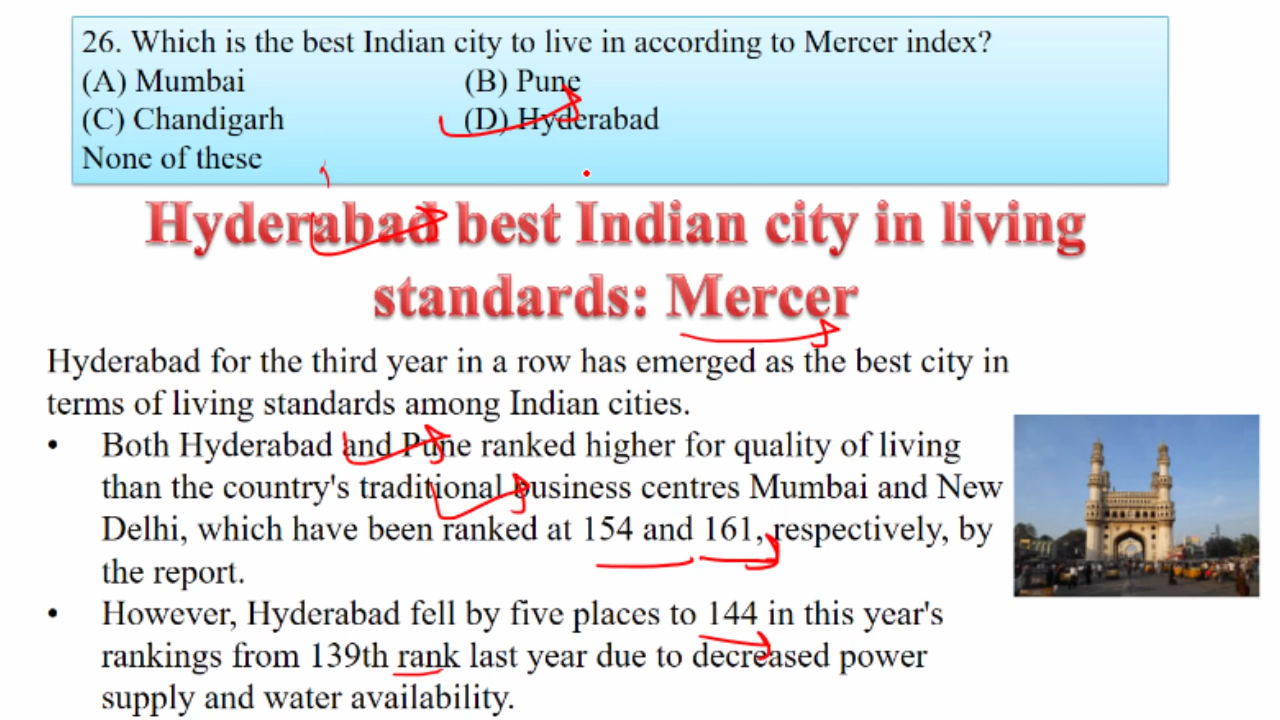 26. Which is the best Indian city to live in according to Mercer index?
(A) Mumbai (B) Pune
(C) Chandigarh (D) Hyderabad
None of these
Hyderabad best Indian city in living
standards: Mercer
Hyderabad for the third year in a row has emerged as the best city in
terms of living standards among Indian cities.
• Both Hyderabad and Pune ranked higher for quality of living
than the country's traditional business centres Mumbai and New
Delhi, which have been ranked at 154 and 161, respectively, by
the report.
• However, Hyderabad fell by five places to 144 in this year's
rankings from 139th rank last year due to decreased power
supply and water availability.